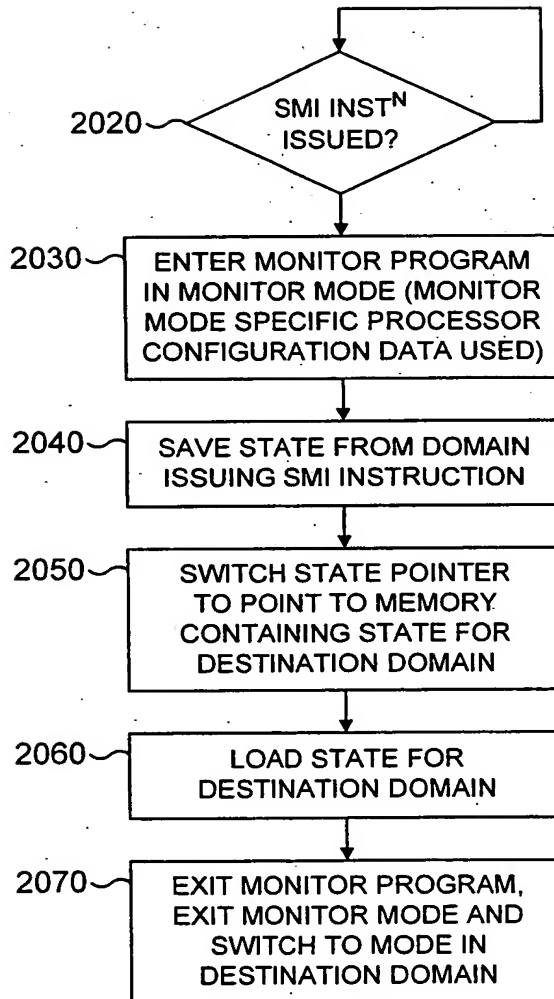 2020
SMI INST^N
ISSUED?
2030
ENTER MONITOR PROGRAM
IN MONITOR MODE (MONITOR
MODE SPECIFIC PROCESSOR
CONFIGURATION DATA USED)
2040
SAVE STATE FROM DOMAIN
ISSUING SMI INSTRUCTION
2050
SWITCH STATE POINTER
TO POINT TO MEMORY
CONTAINING STATE FOR
DESTINATION DOMAIN
2060
LOAD STATE FOR
DESTINATION DOMAIN
2070
EXIT MONITOR PROGRAM,
EXIT MONITOR MODE AND
SWITCH TO MODE IN
DESTINATION DOMAIN